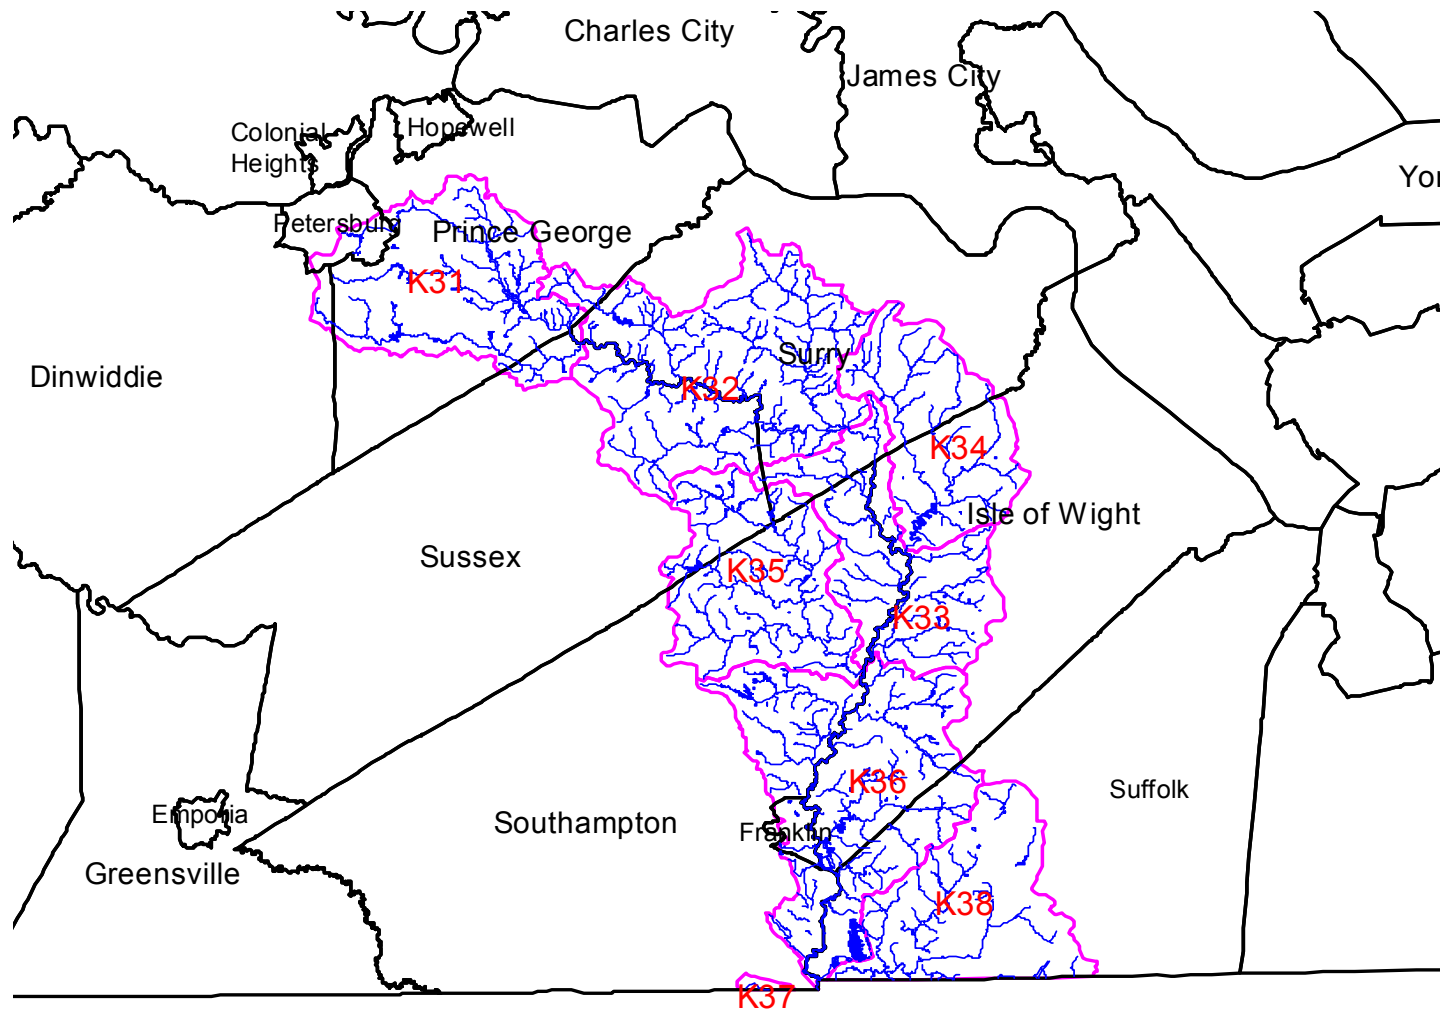 Charles City
James City
Hopewell
Colonial
Heights
Yor
Petersburg
Prince George
K31
Surry
Dinwiddie
K32
K34
Isle of Wight
Sussex
K35
K33
K36
Suffolk
Emporia
Southampton
Franklin
Greensville
K38
K37